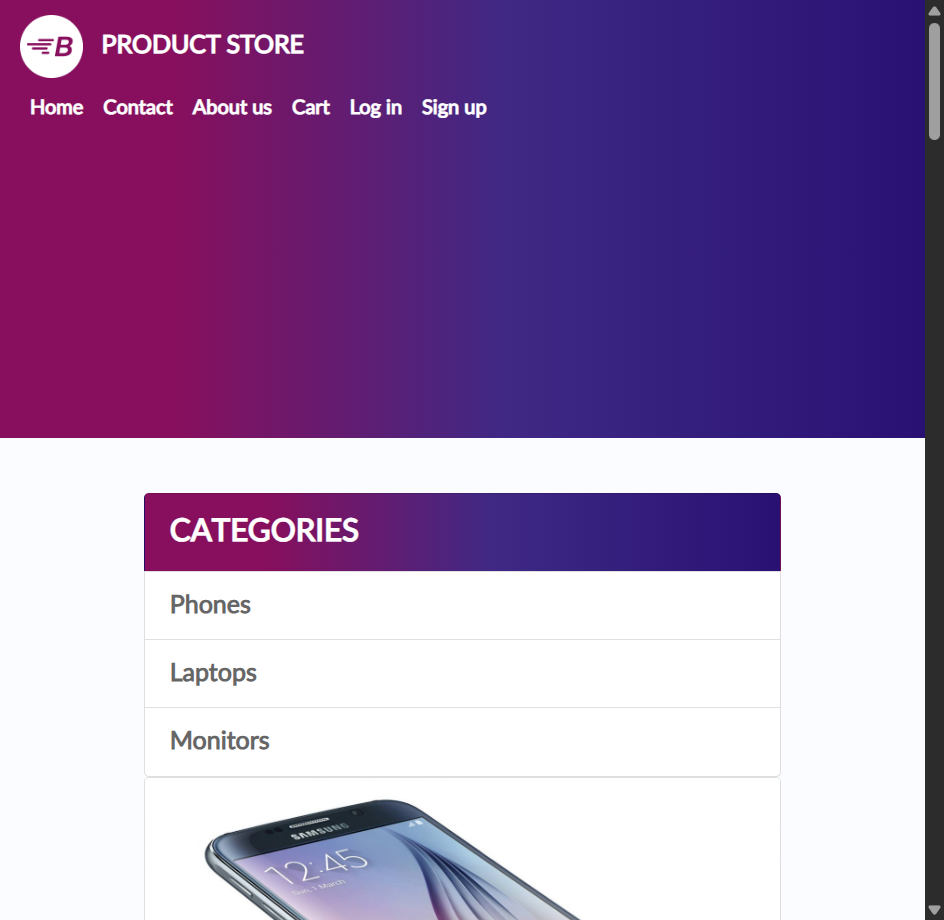 B
PRODUCT STORE
Home Contact About us Cart Log in Sign up
CATEGORIES
Phones
Laptops
Monitors
SAMSUNG
12:45
Sun, 1 March